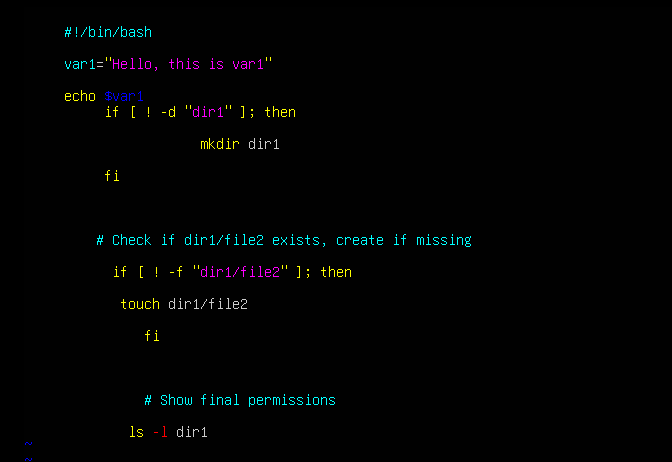 #!/bin/bash
var1="Hello, this is var1"
echo $var1
if [ ! -d "dir1" ]; then
mkdir dir1
fi
# Check if dir1/file2 exists, create if missing
if [ ! -f "dir1/file2" ]; then
touch dir1/file2
fi
# Show final permissions
ls -l dir1
~
~